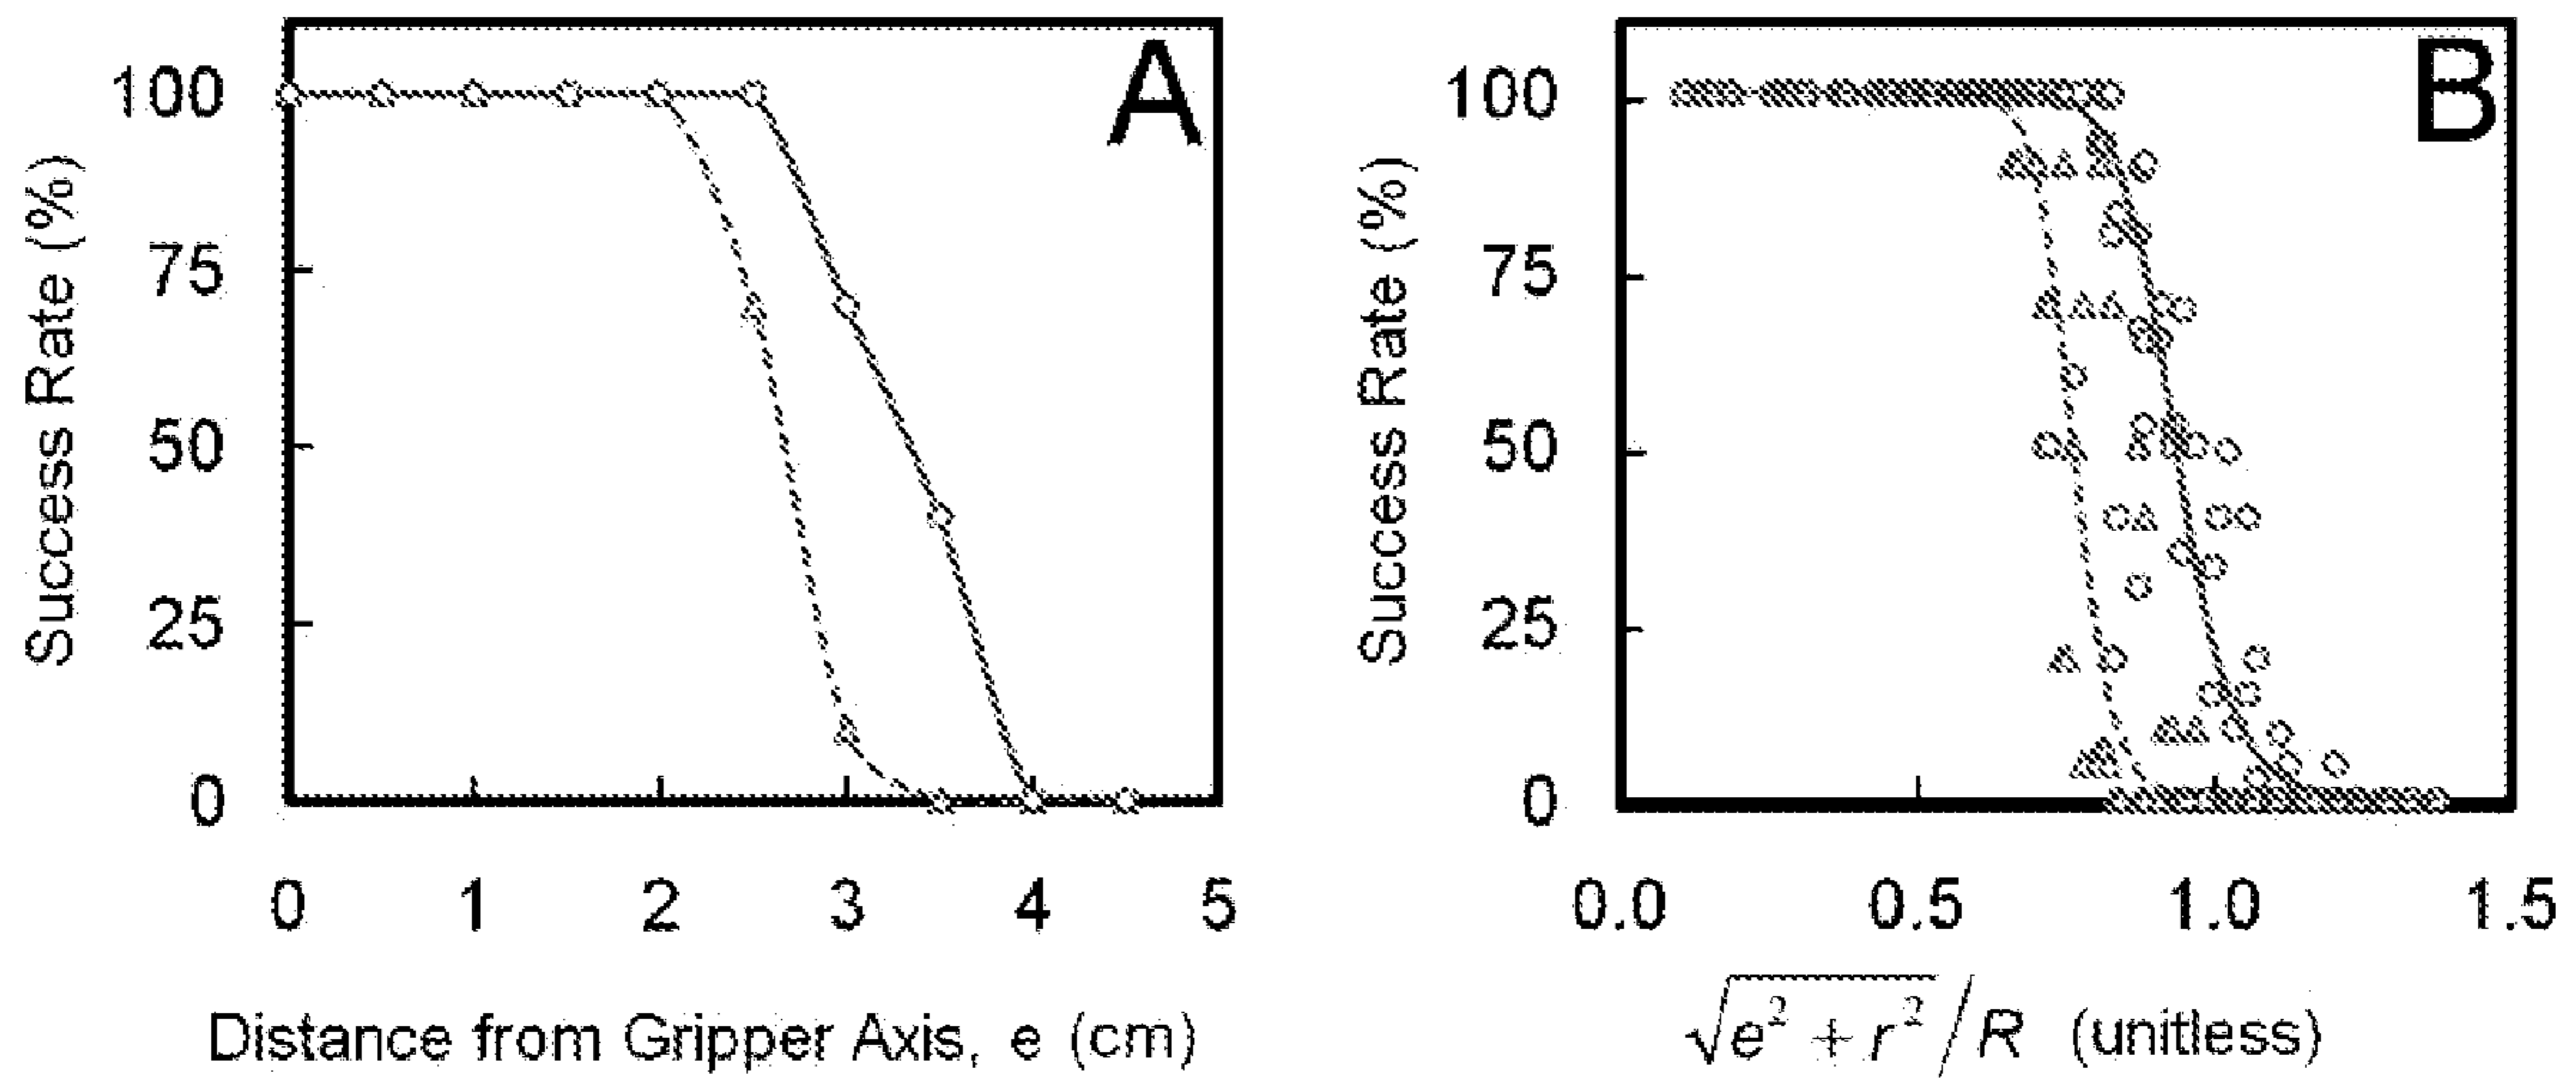 A
Success Rate (%)
100
75
50
25
0
0 1 2 3 4 5
Distance from Gripper Axis, e (cm)
B
Success Rate (%)
100
75
50
25
0
0.0 0.5 1.0 1.5
√e² + r² / R (unitless)